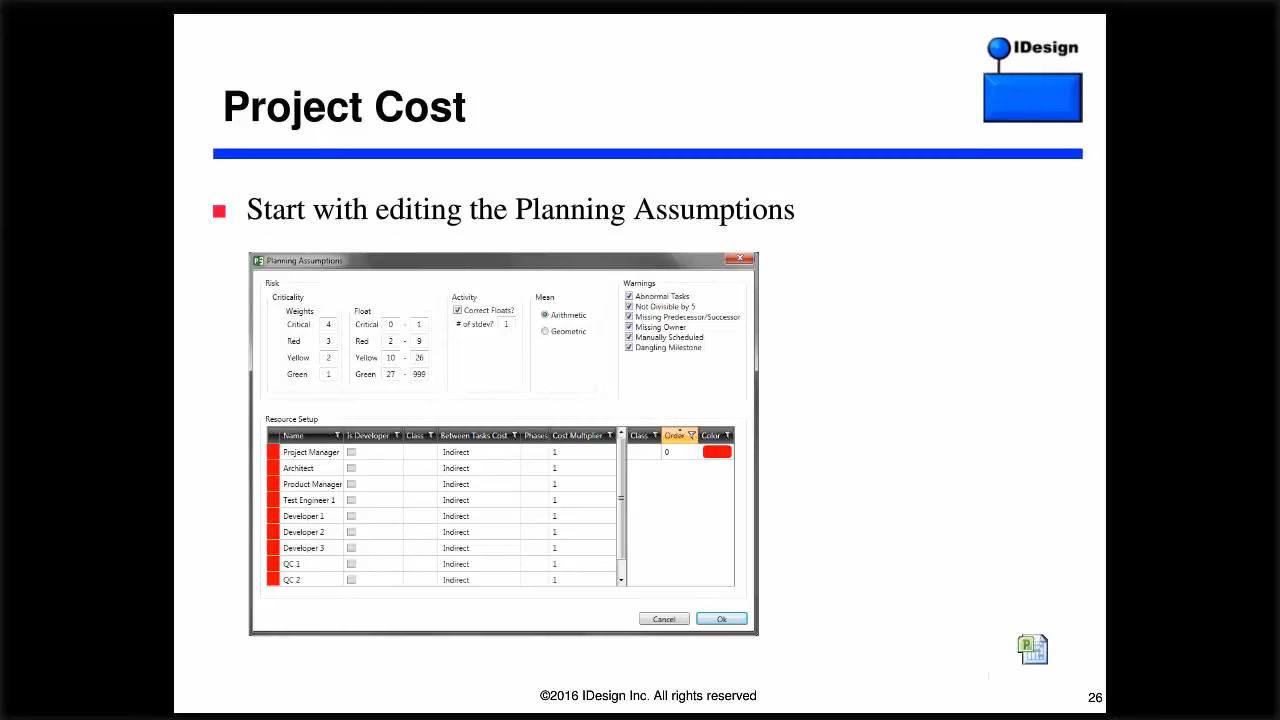 IDesign
Project Cost
Start with editing the Planning Assumptions
Planning Assumptions
Risk
Criticality
Weights
Critical 4
Red 3
Yellow 2
Green 1
Float
Critical 0 - 1
Red 2 - 9
Yellow 10 - 26
Green 27 - 999
Activity
Correct Floats?
# of stdev? 1
Mean
Arithmetic
Geometric
Warnings
Abnormal Tasks
Not Divisible by 5
Missing Predecessor/Successor
Missing Owner
Manually Scheduled
Dangling Milestone
Resource Setup
Name Is Developer Class Between Tasks Cost Phases Cost Multiplier
Project Manager Indirect 1
Architect Indirect 1
Product Manager Indirect 1
Test Engineer 1 Indirect 1
Developer 1 Indirect 1
Developer 2 Indirect 1
Developer 3 Indirect 1
QC 1 Indirect 1
QC 2 Indirect 1
Class Order Color
0
Cancel Ok
©2016 IDesign Inc. All rights reserved
26